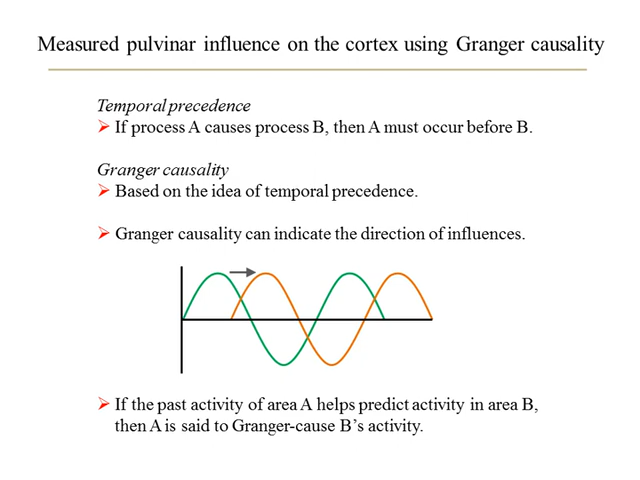 Measured pulvinar influence on the cortex using Granger causality
Temporal precedence
If process A causes process B, then A must occur before B.
Granger causality
Based on the idea of temporal precedence.
Granger causality can indicate the direction of influences.
If the past activity of area A helps predict activity in area B,
then A is said to Granger-cause B's activity.